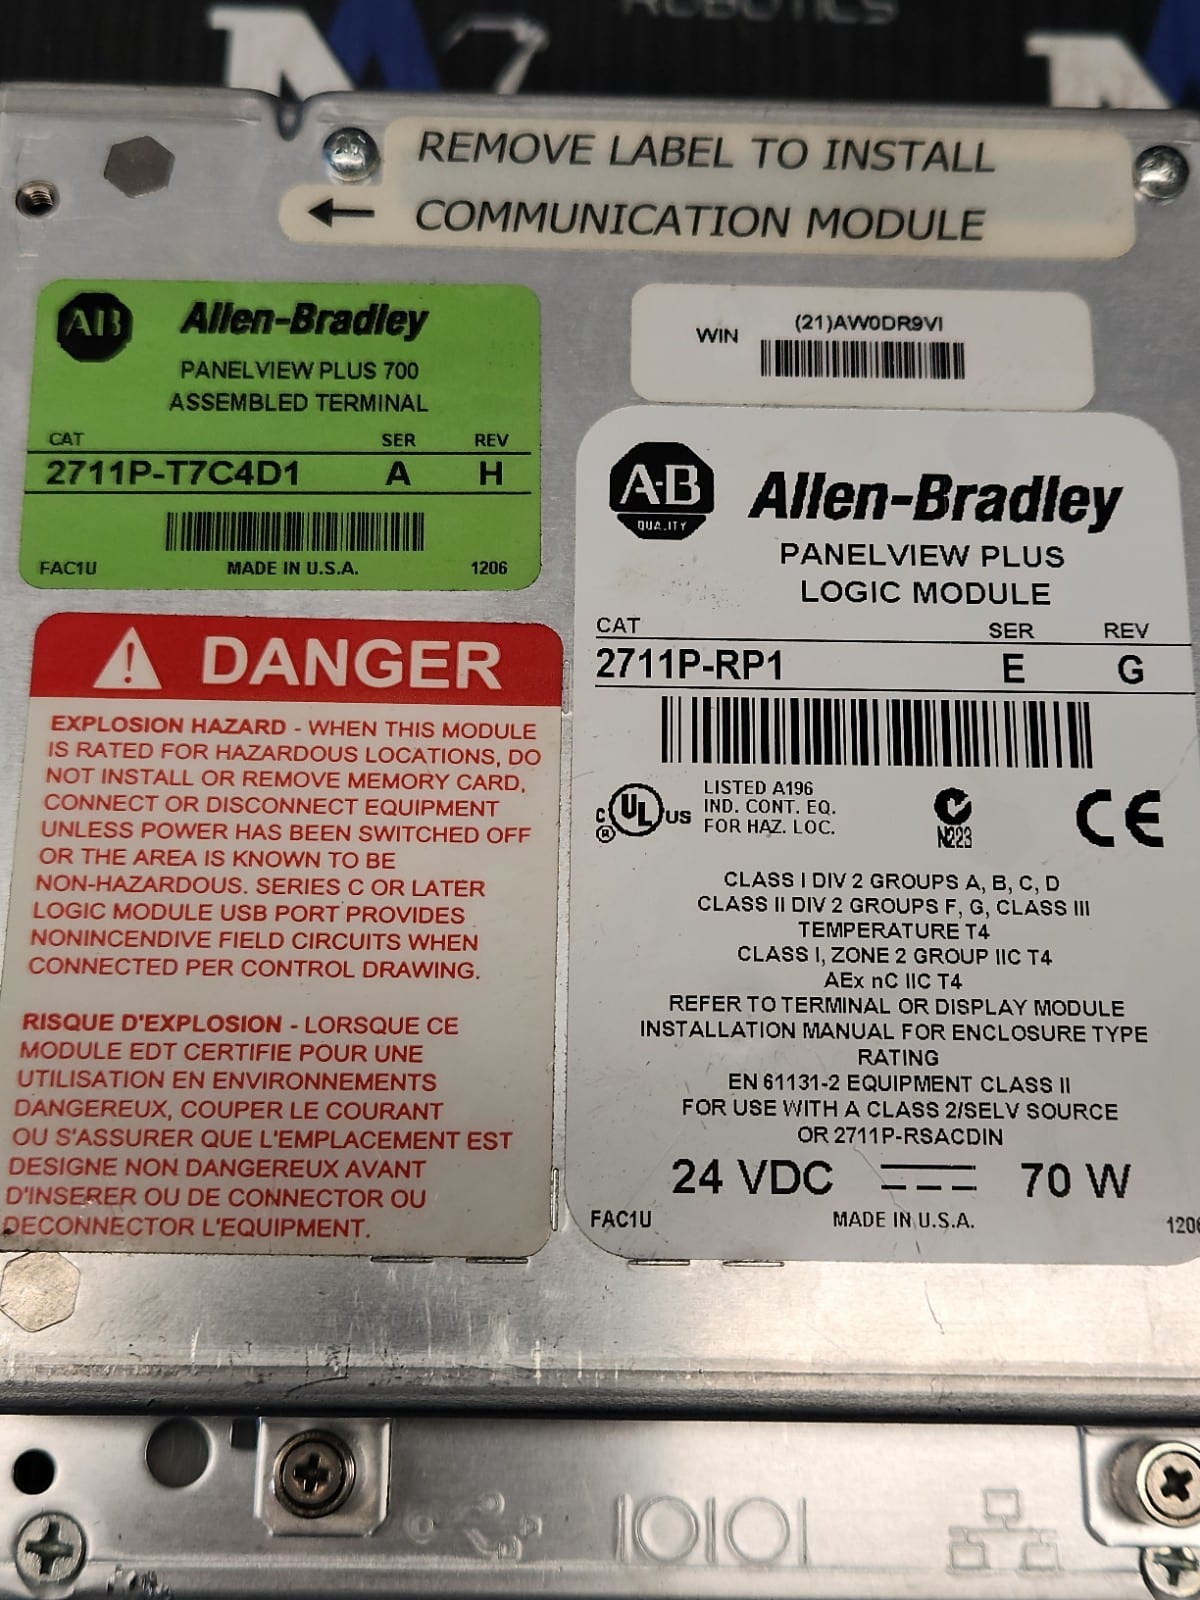 ROBOTICS
REMOVE LABEL TO INSTALL
← COMMUNICATION MODULE
AB Allen-Bradley
PANELVIEW PLUS 700
ASSEMBLED TERMINAL
CAT SER REV
2711P-T7C4D1 A H
FAC1U MADE IN U.S.A. 1206
WIN (21)AW0DR9VI
A-B QUALITY Allen-Bradley
PANELVIEW PLUS
LOGIC MODULE
CAT SER REV
2711P-RP1 E G
C UL US ®
LISTED A196
IND. CONT. EQ.
FOR HAZ. LOC.
N223
CE
CLASS I DIV 2 GROUPS A, B, C, D
CLASS II DIV 2 GROUPS F, G, CLASS III
TEMPERATURE T4
CLASS I, ZONE 2 GROUP IIC T4
AEx nC IIC T4
REFER TO TERMINAL OR DISPLAY MODULE
INSTALLATION MANUAL FOR ENCLOSURE TYPE
RATING
EN 61131-2 EQUIPMENT CLASS II
FOR USE WITH A CLASS 2/SELV SOURCE
OR 2711P-RSACDIN
24 VDC 70 W
FAC1U MADE IN U.S.A. 1206
DANGER
EXPLOSION HAZARD - WHEN THIS MODULE
IS RATED FOR HAZARDOUS LOCATIONS, DO
NOT INSTALL OR REMOVE MEMORY CARD,
CONNECT OR DISCONNECT EQUIPMENT
UNLESS POWER HAS BEEN SWITCHED OFF
OR THE AREA IS KNOWN TO BE
NON-HAZARDOUS. SERIES C OR LATER
LOGIC MODULE USB PORT PROVIDES
NONINCENDIVE FIELD CIRCUITS WHEN
CONNECTED PER CONTROL DRAWING.
RISQUE D'EXPLOSION - LORSQUE CE
MODULE EDT CERTIFIE POUR UNE
UTILISATION EN ENVIRONNEMENTS
DANGEREUX, COUPER LE COURANT
OU S'ASSURER QUE L'EMPLACEMENT EST
DESIGNE NON DANGEREUX AVANT
D'INSERER OU DE CONNECTOR OU
DECONNECTOR L'EQUIPMENT.
|O|O|